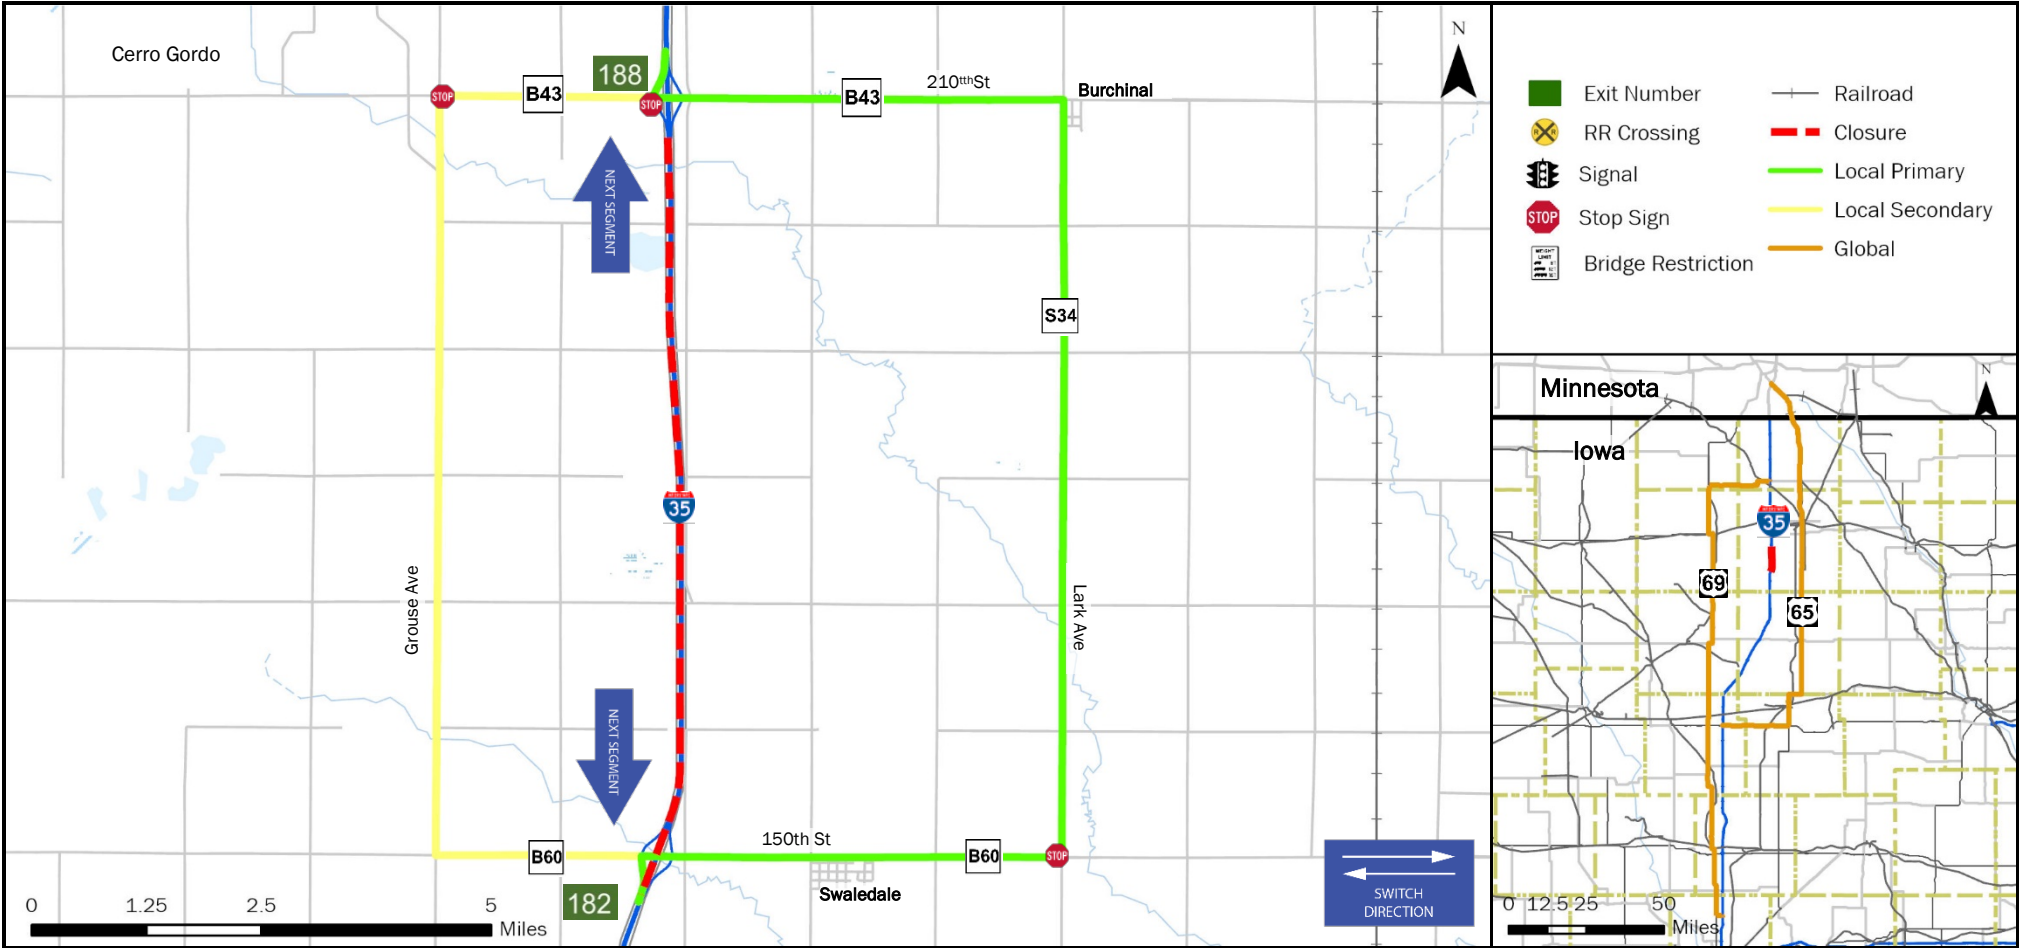 Cerro Gordo
188
STOP
B43
STOP
B43
210tthSt
Burchinal
N
NEXT SEGMENT
S34
35
Grouse Ave
Lark Ave
NEXT SEGMENT
B60
150th St
B60
STOP
182
Swaledale
SWITCH
DIRECTION
0 1.25 2.5 5
Miles
Exit Number
RR Crossing
Signal
STOP
Stop Sign
WEIGHT
LIMIT
Bridge Restriction
Railroad
Closure
Local Primary
Local Secondary
Global
Minnesota
N
Iowa
35
69
65
0 12.5 25 50
Miles